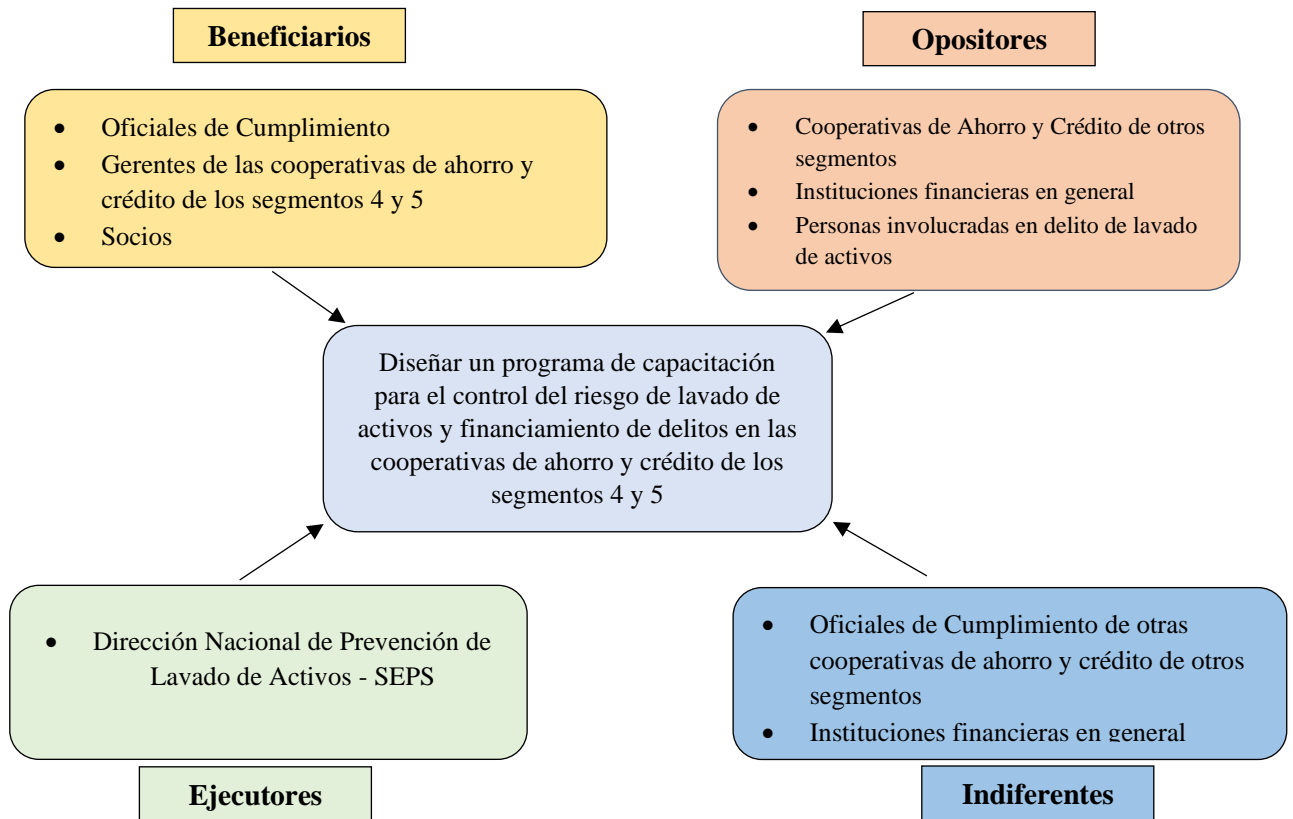 Beneficiarios
• Oficiales de Cumplimiento
• Gerentes de las cooperativas de ahorro y
crédito de los segmentos 4 y 5
• Socios
Opositores
• Cooperativas de Ahorro y Crédito de otros
segmentos
• Instituciones financieras en general
• Personas involucradas en delito de lavado
de activos
Diseñar un programa de capacitación
para el control del riesgo de lavado de
activos y financiamiento de delitos en las
cooperativas de ahorro y crédito de los
segmentos 4 y 5
• Dirección Nacional de Prevención de
Lavado de Activos - SEPS
Ejecutores
• Oficiales de Cumplimiento de otras
cooperativas de ahorro y crédito de otros
segmentos
• Instituciones financieras en general
Indiferentes